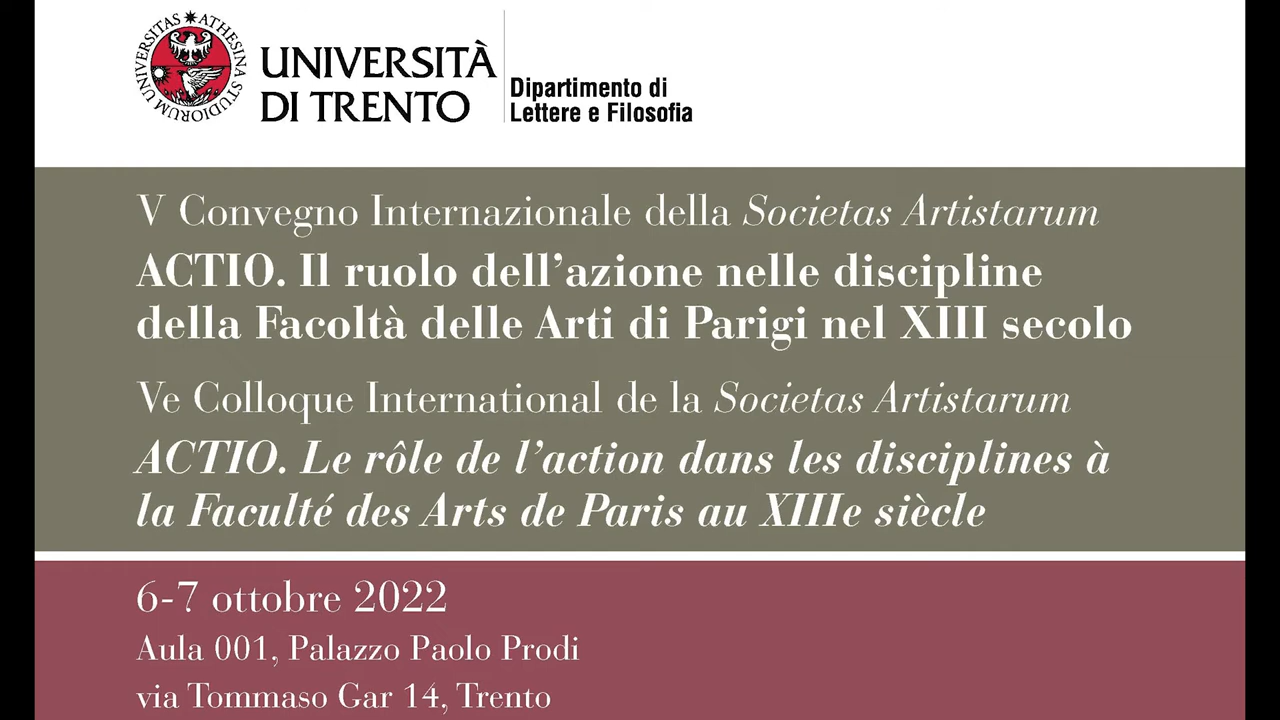 UNIVERSITAS ATHESINA STUDIORUM
UNIVERSITÀ
DI TRENTO
Dipartimento di
Lettere e Filosofia
V Convegno Internazionale della Societas Artistarum
ACTIO. Il ruolo dell’azione nelle discipline
della Facoltà delle Arti di Parigi nel XIII secolo
Ve Colloque International de la Societas Artistarum
ACTIO. Le rôle de l’action dans les disciplines à
la Faculté des Arts de Paris au XIIIe siècle
6-7 ottobre 2022
Aula 001, Palazzo Paolo Prodi
via Tommaso Gar 14, Trento